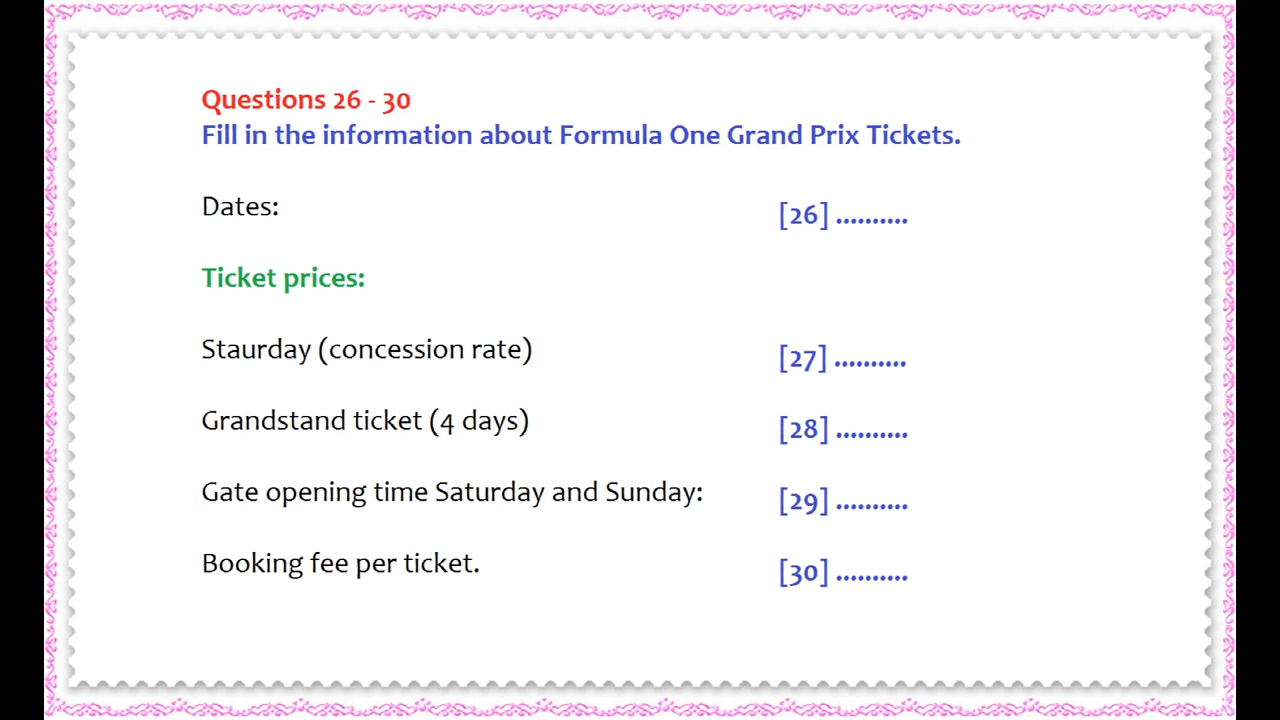 Questions 26 - 30
Fill in the information about Formula One Grand Prix Tickets.
Dates: [26] ..........
Ticket prices:
Staurday (concession rate) [27] ..........
Grandstand ticket (4 days) [28] ..........
Gate opening time Saturday and Sunday: [29] ..........
Booking fee per ticket. [30] ..........